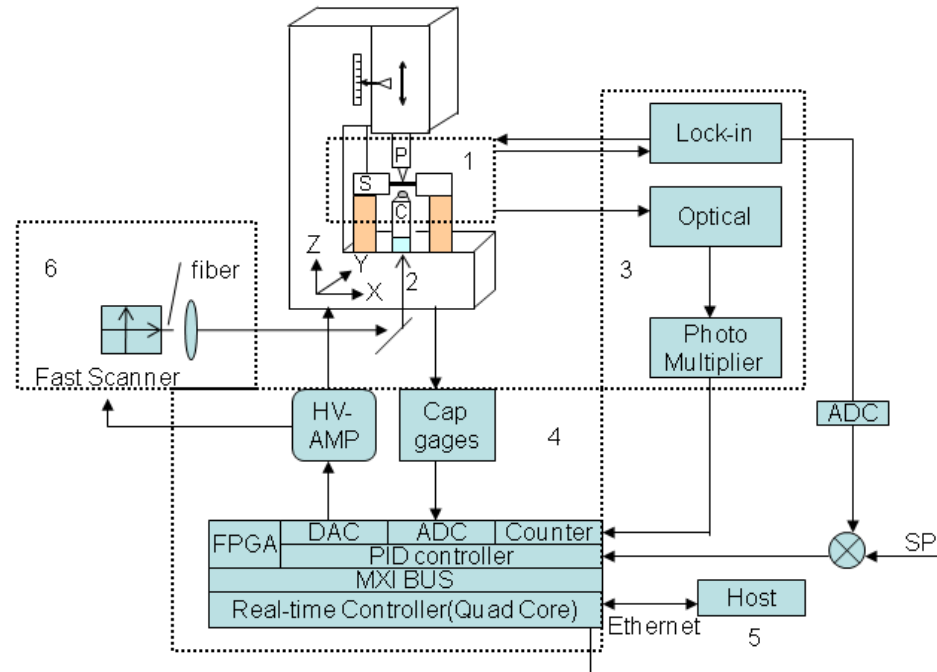 Lock-in
P
1
S
C
Optical
Z
Y
X
2
3
6
fiber
Photo
Multiplier
Fast Scanner
HV-
AMP
Cap
gages
4
ADC
FPGA
DAC
ADC
Counter
PID controller
SP
MXI BUS
Real-time Controller(Quad Core)
Host
Ethernet
5